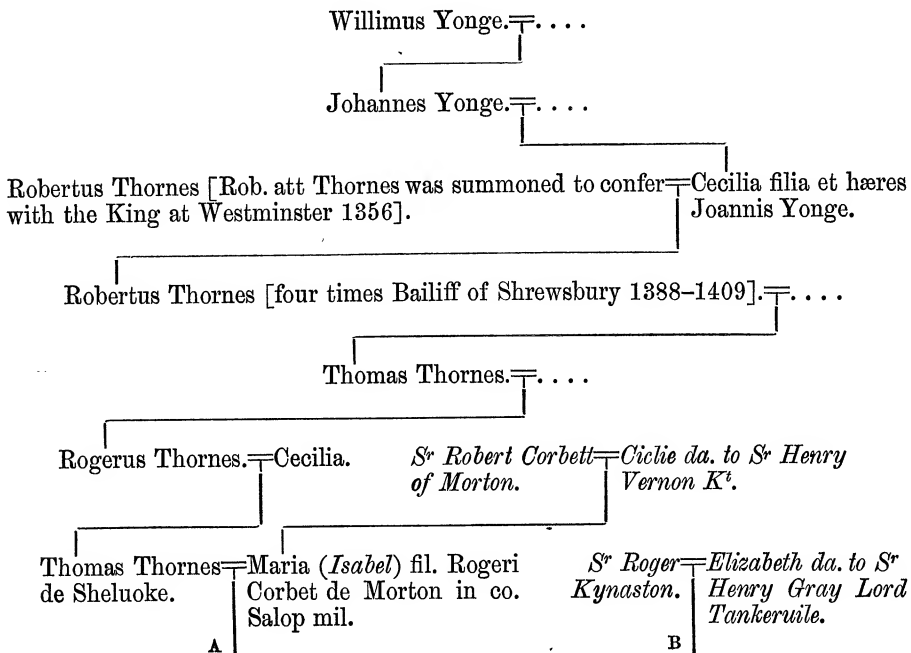 Willimus Yonge.=. . . .
Johannes Yonge.=. . . .
Robertus Thornes [Rob. att Thornes was summoned to confer=Cecilia filia et hæres
with the King at Westminster 1356]. Joannis Yonge.
Robertus Thornes [four times Bailiff of Shrewsbury 1388–1409].=. . . .
Thomas Thornes.=. . . .
Rogerus Thornes.=Cecilia. Sr Robert Corbett=Ciclie da. to Sr Henry
of Morton. Vernon Kt.
Thomas Thornes=Maria (Isabel) fil. Rogeri Sr Roger=Elizabeth da. to Sr
de Sheluoke. Corbet de Morton in co. Kynaston. Henry Gray Lord
Salop mil. Tankeruile.
A B